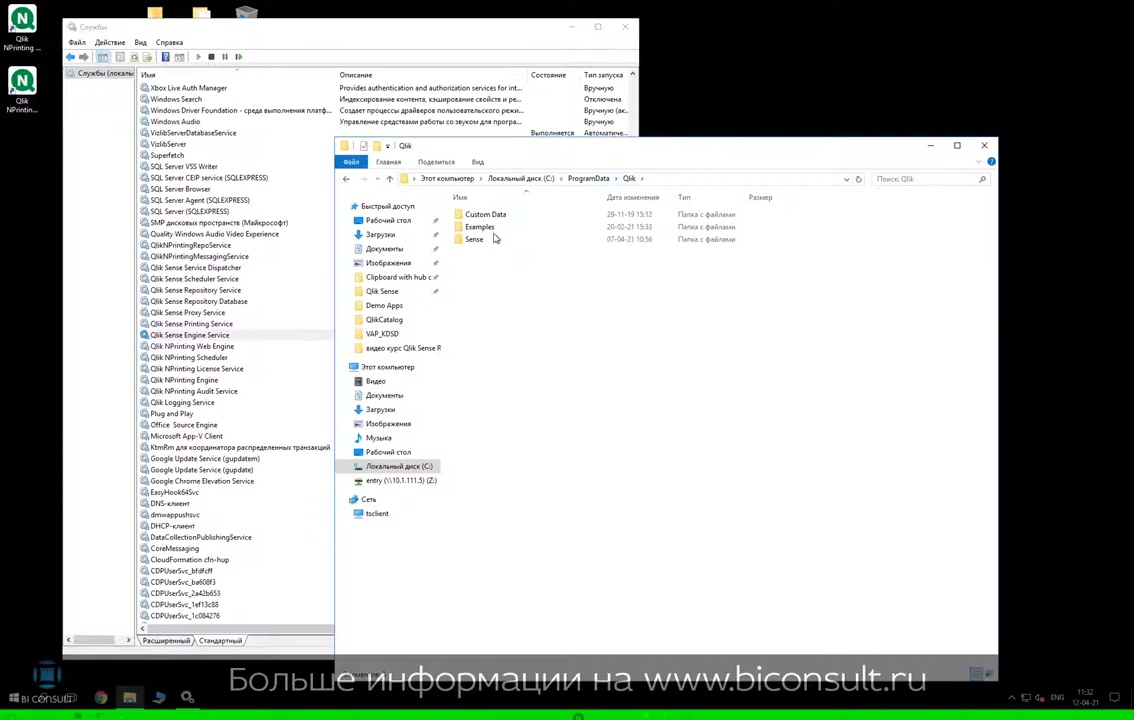 Qlik
NPrinting ...
Qlik
NPrinting...
Службы
Файл Действие Вид Справка
Службы (локалы
Имя Описание Состояние Тип запуска
Xbox Live Auth Manager Provides authentication and authorization services for int... Вручную
Windows Search Индексирование контента, кэширование свойств и ре... Отключена
Windows Driver Foundation - среда выполнения платф... Создает процессы драйверов пользовательского режи... Вручную (ак
Windows Audio Управление средствами работы со звуком для програ... Вручную
VizlibServerDatabaseService Выполняется Автоматиче...
VizlibServer
Superfetch
SQL Server VSS Writer
SQL Server CEIP service (SQLEXPRESS)
SQL Server Browser
SQL Server Agent (SQLEXPRESS)
SQL Server (SQLEXPRESS)
SMP дисковых пространств (Майкрософт)
Quality Windows Audio Video Experience
QlikNPrintingRepoService
QlikNPrintingMessagingService
Qlik Sense Service Dispatcher
Qlik Sense Scheduler Service
Qlik Sense Repository Service
Qlik Sense Repository Database
Qlik Sense Proxy Service
Qlik Sense Printing Service
Qlik Sense Engine Service
Qlik NPrinting Web Engine
Qlik NPrinting Scheduler
Qlik NPrinting License Service
Qlik NPrinting Engine
Qlik NPrinting Audit Service
Qlik Logging Service
Plug and Play
Office Source Engine
Microsoft App-V Client
KtmRm для координатора распределенных транзакций
Google Update Service (gupdatem)
Google Update Service (gupdate)
Google Chrome Elevation Service
EasyHook64Svc
DNS-клиент
dmwappushsvc
DHCP-клиент
DataCollectionPublishingService
CoreMessaging
CloudFormation cfn-hup
CDPUserSvc_bfdfcff
CDPUserSvc_ba608f3
CDPUserSvc_2a42b653
CDPUserSvc_1ef13c88
CDPUserSvc_1c084276
Расширенный Стандартный
Qlik
Файл Главная Поделиться Вид
Этот компьютер Локальный диск (C:) ProgramData Qlik
Поиск: Qlik
Имя Дата изменения Тип Размер
Custom Data 29-11-19 15:12 Папка с файлами
Examples 20-02-21 15:33 Папка с файлами
Sense 07-04-21 10:56 Папка с файлами
Быстрый доступ
Рабочий стол
Загрузки
Документы
Изображения
Clipboard with hub c
Qlik Sense
Demo Apps
QlikCatalog
VAP_KDSD
видео курс Qlik Sense R
Этот компьютер
Видео
Документы
Загрузки
Изображения
Музыка
Рабочий стол
Локальный диск (C:)
entry (\\10.1.111.5) (Z:)
Сеть
tsclient
Больше информации на www.biconsult.ru
BI CONSULT
ENG
11:32
12-04-21